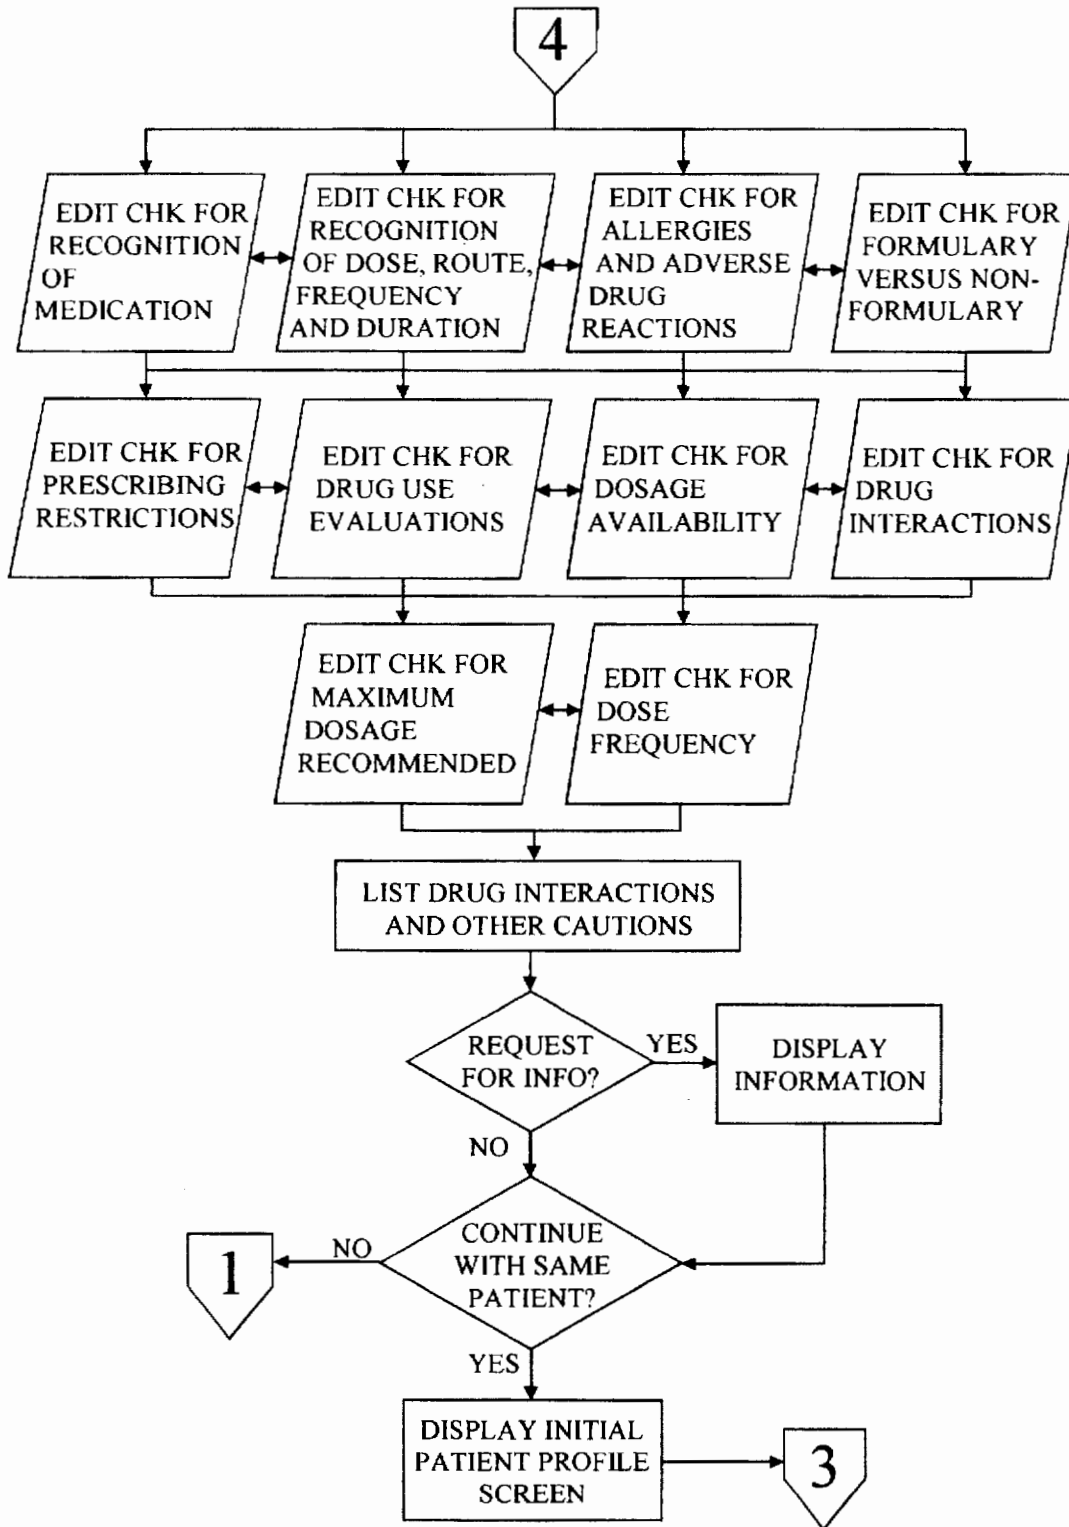 4
EDIT CHK FOR
RECOGNITION
OF
MEDICATION
EDIT CHK FOR
RECOGNITION
OF DOSE, ROUTE,
FREQUENCY
AND DURATION
EDIT CHK FOR
ALLERGIES
AND ADVERSE
DRUG
REACTIONS
EDIT CHK FOR
FORMULARY
VERSUS NON-
FORMULARY
EDIT CHK FOR
PRESCRIBING
RESTRICTIONS
EDIT CHK FOR
DRUG USE
EVALUATIONS
EDIT CHK FOR
DOSAGE
AVAILABILITY
EDIT CHK FOR
DRUG
INTERACTIONS
EDIT CHK FOR
MAXIMUM
DOSAGE
RECOMMENDED
EDIT CHK FOR
DOSE
FREQUENCY
LIST DRUG INTERACTIONS
AND OTHER CAUTIONS
REQUEST
FOR INFO?
YES
DISPLAY
INFORMATION
NO
CONTINUE
WITH SAME
PATIENT?
NO
1
YES
DISPLAY INITIAL
PATIENT PROFILE
SCREEN
3